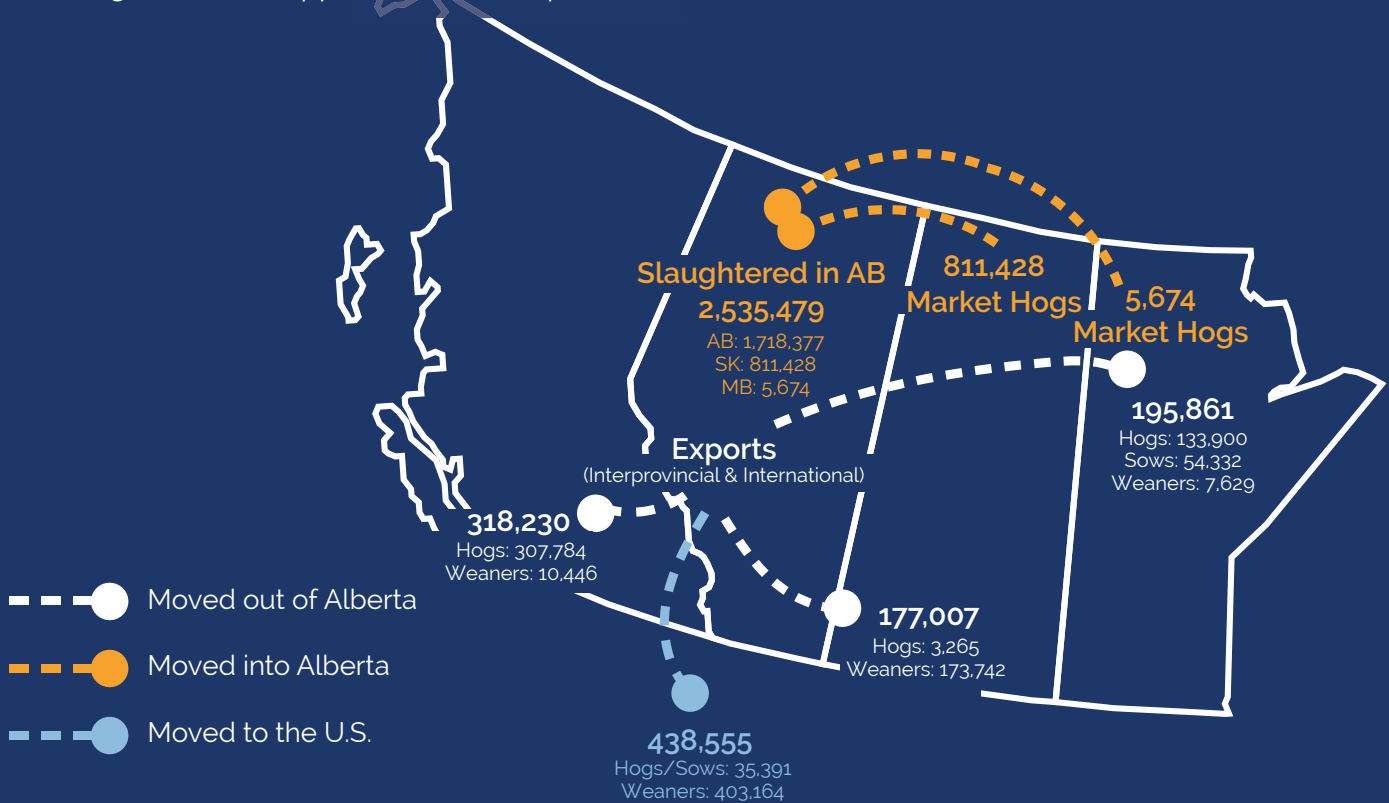 Slaughtered in AB
2,535,479
AB: 1,718,377
SK: 811,428
MB: 5,674
811,428
Market Hogs
5,674
Market Hogs
195,861
Hogs: 133,900
Sows: 54,332
Weaners: 7,629
Exports
(Interprovincial & International)
318,230
Hogs: 307,784
Weaners: 10,446
177,007
Hogs: 3,265
Weaners: 173,742
438,555
Hogs/Sows: 35,391
Weaners: 403,164
Moved out of Alberta
Moved into Alberta
Moved to the U.S.